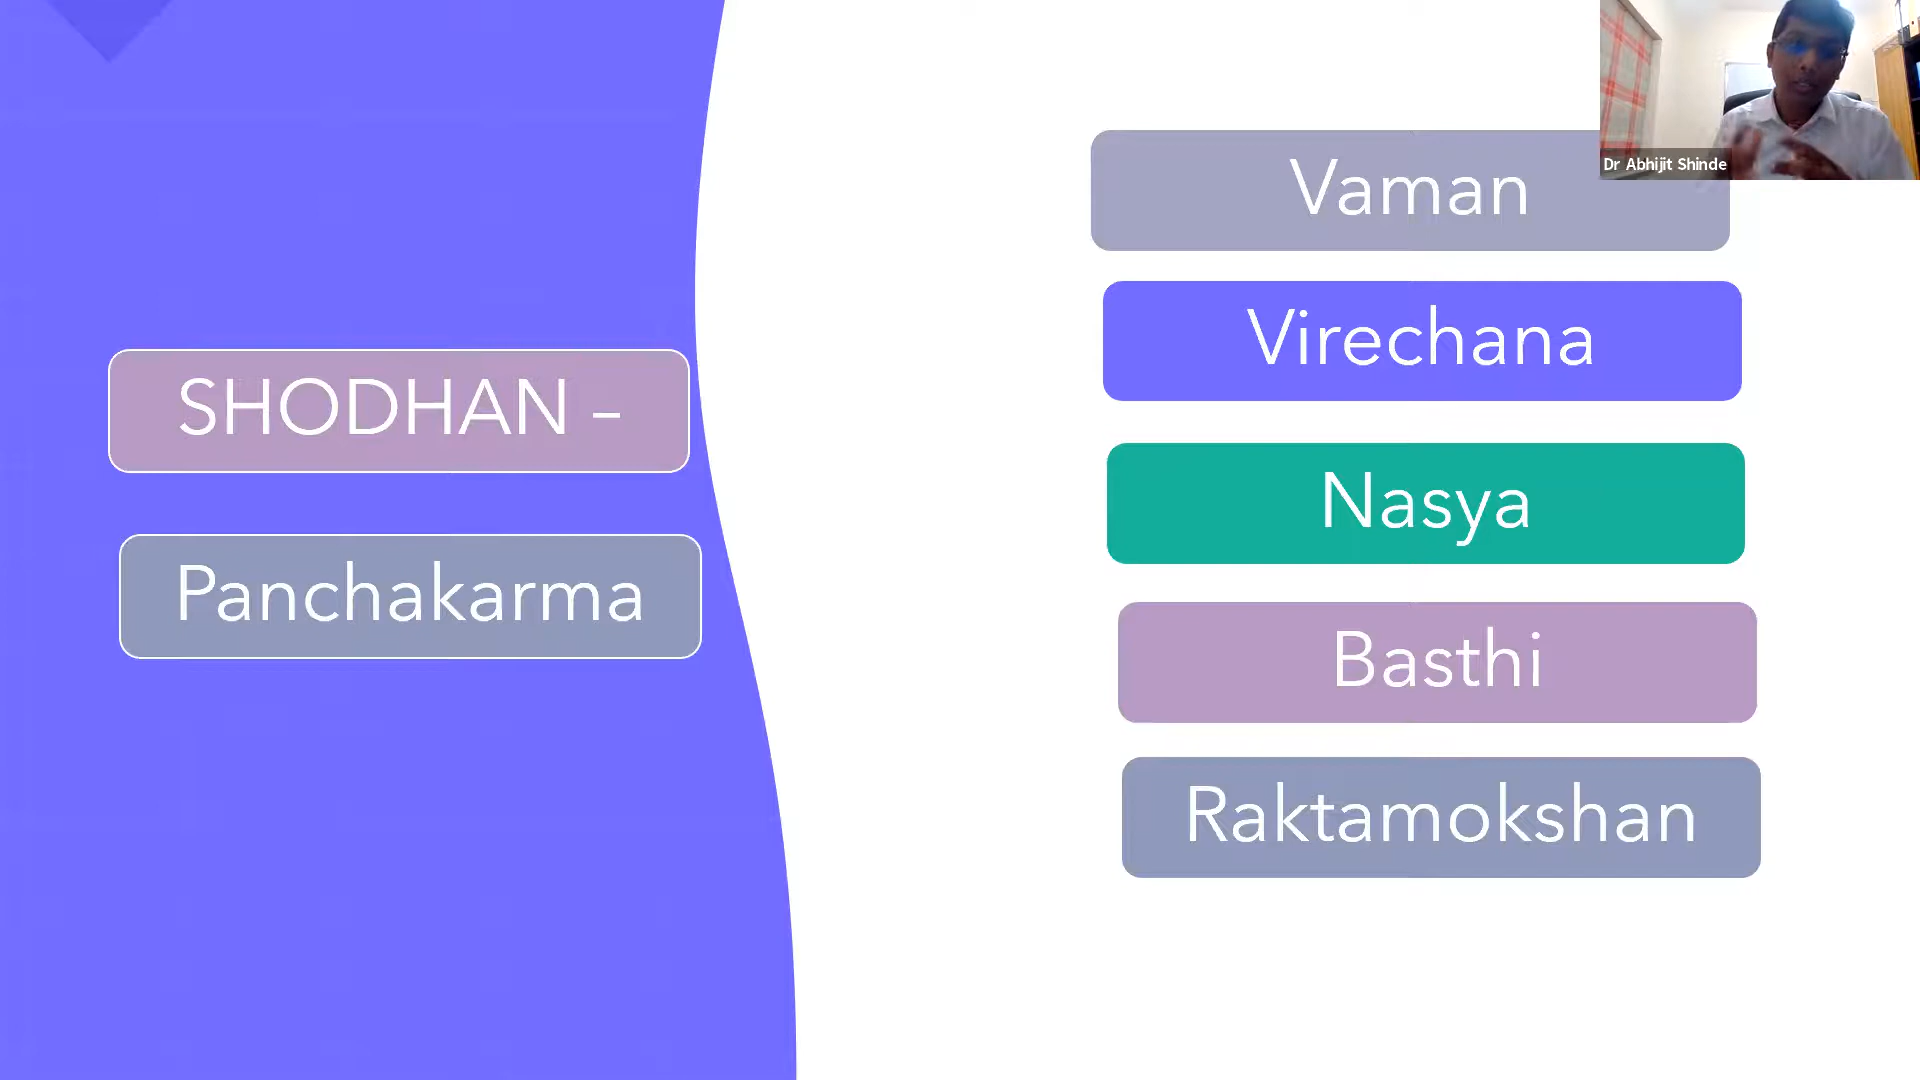 SHODHAN –
Panchakarma
Vaman
Virechana
Nasya
Basthi
Raktamokshan
Dr Abhijit Shinde